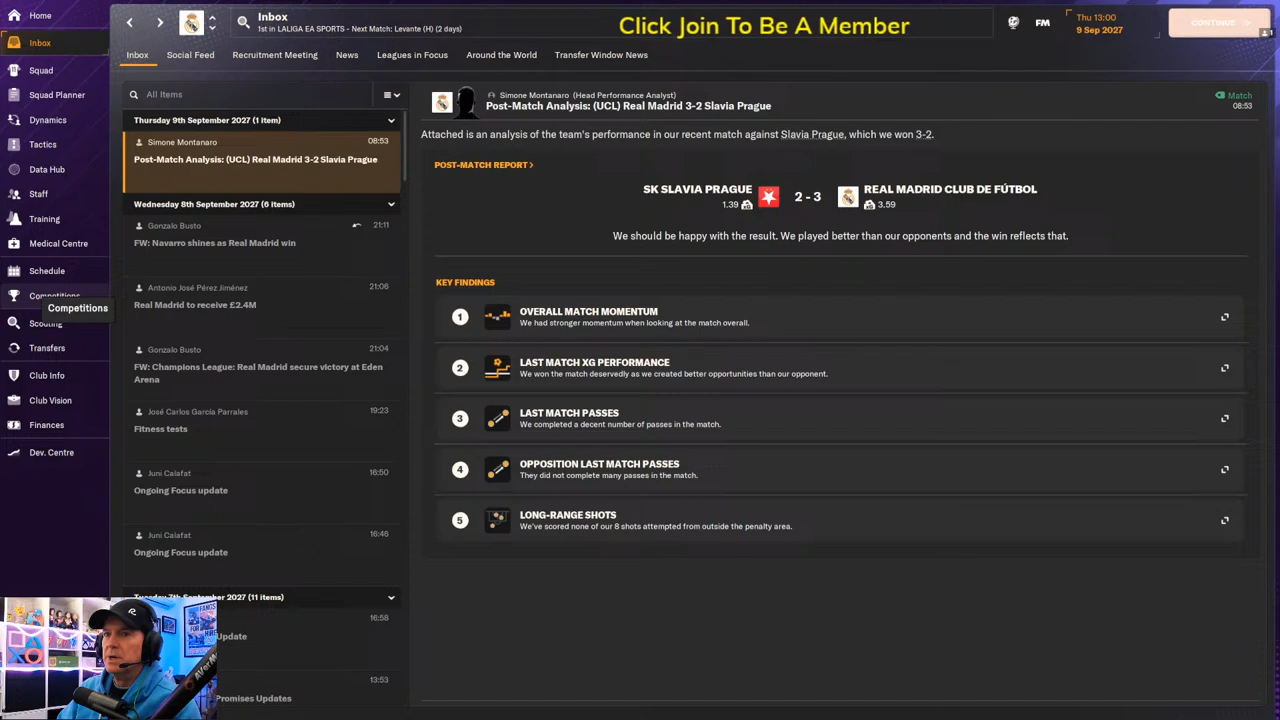 Home
Inbox
Squad
Squad Planner
Dynamics
Tactics
Data Hub
Staff
Training
Medical Centre
Schedule
Competitions
Competitions
Scouting
Transfers
Club Info
Club Vision
Finances
Dev. Centre
Inbox
1st in LALIGA EA SPORTS - Next Match: Levante (H) (2 days)
Click Join To Be A Member
FM
Thu 13:00
9 Sep 2027
CONTINUE
1
Inbox Social Feed Recruitment Meeting News Leagues in Focus Around the World Transfer Window News
All Items
Thursday 9th September 2027 (1 item)
Simone Montanaro 08:53
Post-Match Analysis: (UCL) Real Madrid 3-2 Slavia Prague
Wednesday 8th September 2027 (6 items)
Gonzalo Busto 21:11
FW: Navarro shines as Real Madrid win
Antonio José Pérez Jiménez 21:06
Real Madrid to receive £2.4M
Gonzalo Busto 21:04
FW: Champions League: Real Madrid secure victory at Eden
Arena
José Carlos García Parrales 19:23
Fitness tests
Juni Calafat 16:50
Ongoing Focus update
Juni Calafat 16:46
Ongoing Focus update
Tuesday 7th September 2027 (11 items)
16:58
Update
13:53
Promises Updates
Simone Montanaro (Head Performance Analyst)
Post-Match Analysis: (UCL) Real Madrid 3-2 Slavia Prague
Match
08:53
Attached is an analysis of the team's performance in our recent match against Slavia Prague, which we won 3-2.
POST-MATCH REPORT >
SK SLAVIA PRAGUE 2 - 3 REAL MADRID CLUB DE FÚTBOL
1.39 xG xG 3.59
We should be happy with the result. We played better than our opponents and the win reflects that.
KEY FINDINGS
1 OVERALL MATCH MOMENTUM
We had stronger momentum when looking at the match overall.
2 LAST MATCH XG PERFORMANCE
We won the match deservedly as we created better opportunities than our opponent.
3 LAST MATCH PASSES
We completed a decent number of passes in the match.
4 OPPOSITION LAST MATCH PASSES
They did not complete many passes in the match.
5 LONG-RANGE SHOTS
We've scored none of our 8 shots attempted from outside the penalty area.
FANGS
FOR
HIRE
AVerMe